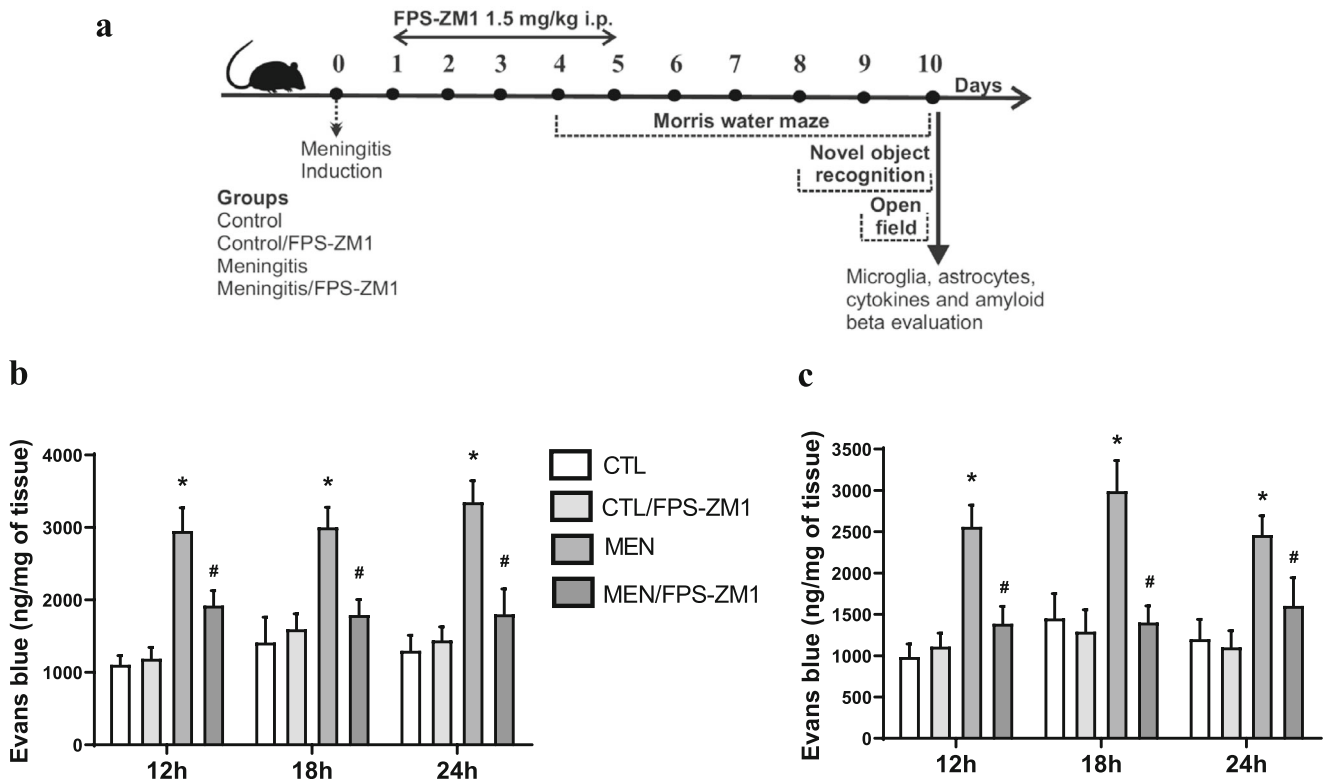 a
FPS-ZM1 1.5 mg/kg i.p.
0 1 2 3 4 5 6 7 8 9 10
Days
Meningitis
Induction
Morris water maze
Novel object
recognition
Open
field
Groups
Control
Control/FPS-ZM1
Meningitis
Meningitis/FPS-ZM1
Microglia, astrocytes,
cytokines and amyloid
beta evaluation
b
Evans blue (ng/mg of tissue)
4000
3000
2000
1000
0
* # * # * #
12h 18h 24h
CTL
CTL/FPS-ZM1
MEN
MEN/FPS-ZM1
c
Evans blue (ng/mg of tissue)
3500
3000
2500
2000
1500
1000
500
0
* # * # * #
12h 18h 24h